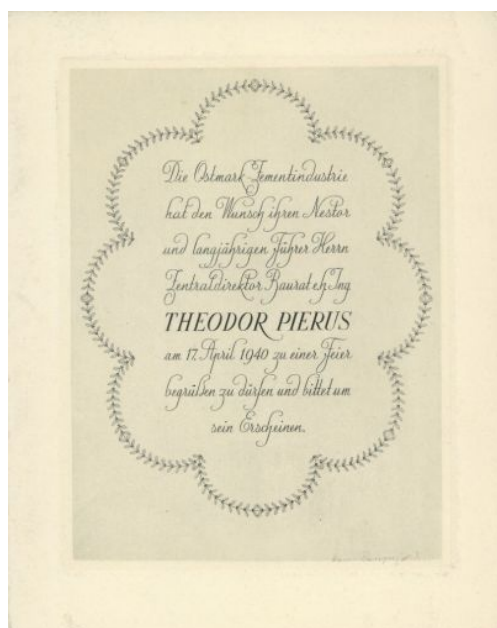 Die Ostmark-Zementindustrie
hat den Wunsch ihren Nestor
und langjährigen Führer Herrn
Zentraldirektor Baurat eh. Ing
THEODOR PIERUS
am 17. April 1940 zu einer Feier
begrüßen zu dürfen und bittet um
sein Erscheinen.